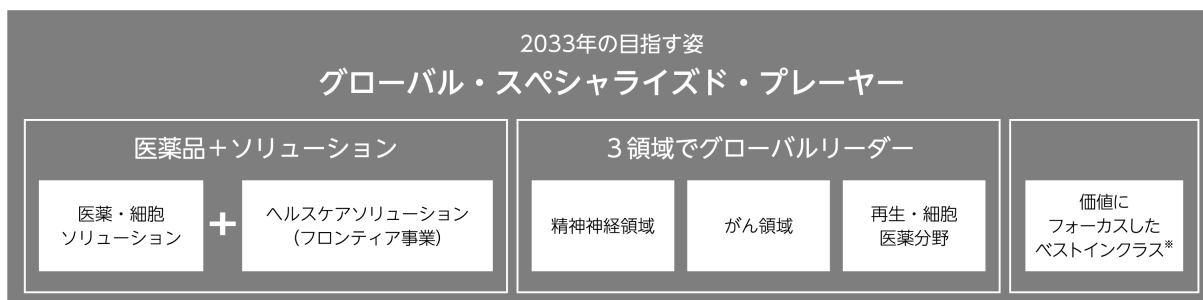 2033年の目指す姿
グローバル・スペシャライズド・プレーヤー
医薬品＋ソリューション
医薬・細胞
ソリューション
＋
ヘルスケアソリューション
(フロンティア事業)
3領域でグローバルリーダー
精神神経領域
がん領域
再生・細胞
医薬分野
価値に
フォーカスした
ベストインクラス※